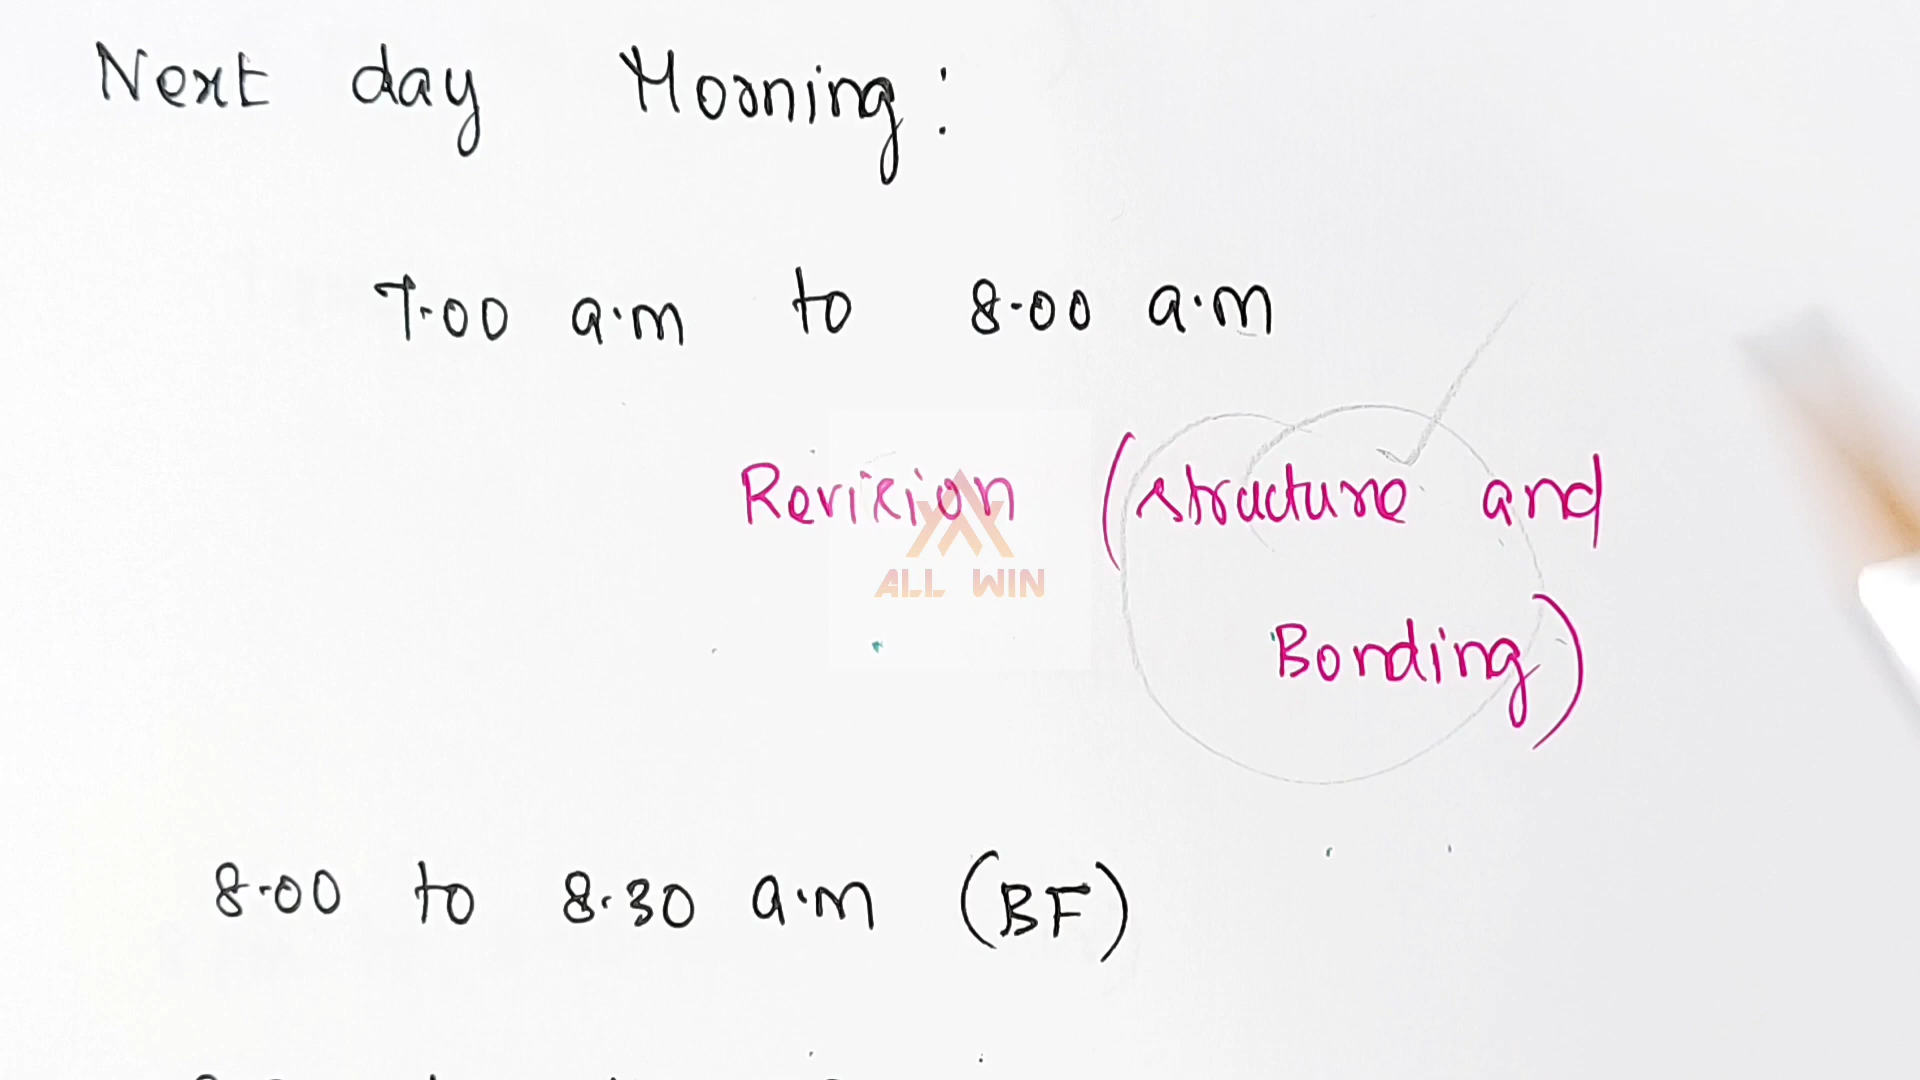 Next day Morning:
7.00 a.m to 8.00 a.m
Revision (structure and
Bonding)
ALL WIN
8.00 to 8.30 a.m (BF)